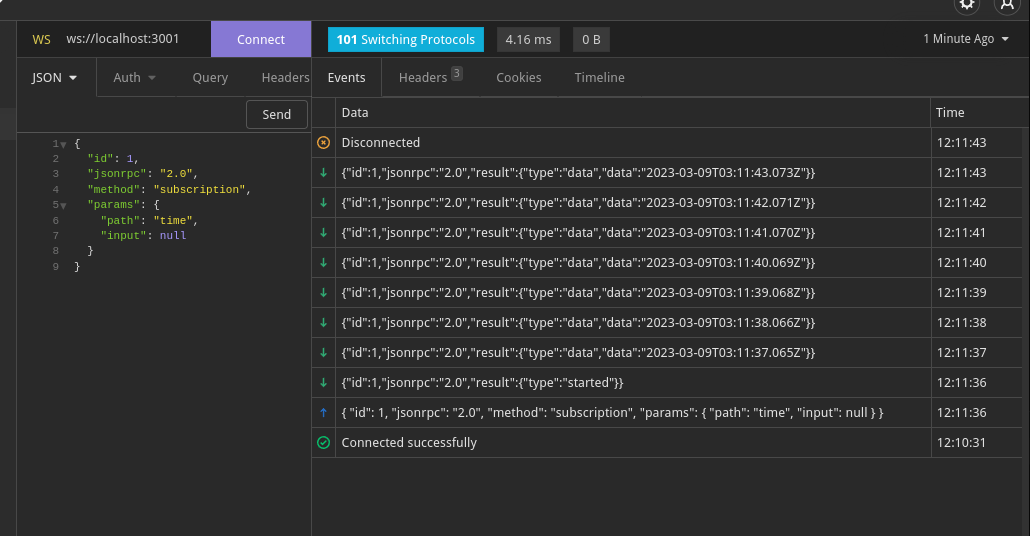 WS ws://localhost:3001 Connect 101 Switching Protocols 4.16 ms 0 B 1 Minute Ago
JSON Auth Query Headers Events Headers 3 Cookies Timeline
Send
1 {
2 "id": 1,
3 "jsonrpc": "2.0",
4 "method": "subscription",
5 "params": {
6 "path": "time",
7 "input": null
8 }
9 }
Data Time
Disconnected 12:11:43
{"id":1,"jsonrpc":"2.0","result":{"type":"data","data":"2023-03-09T03:11:43.073Z"}} 12:11:43
{"id":1,"jsonrpc":"2.0","result":{"type":"data","data":"2023-03-09T03:11:42.071Z"}} 12:11:42
{"id":1,"jsonrpc":"2.0","result":{"type":"data","data":"2023-03-09T03:11:41.070Z"}} 12:11:41
{"id":1,"jsonrpc":"2.0","result":{"type":"data","data":"2023-03-09T03:11:40.069Z"}} 12:11:40
{"id":1,"jsonrpc":"2.0","result":{"type":"data","data":"2023-03-09T03:11:39.068Z"}} 12:11:39
{"id":1,"jsonrpc":"2.0","result":{"type":"data","data":"2023-03-09T03:11:38.066Z"}} 12:11:38
{"id":1,"jsonrpc":"2.0","result":{"type":"data","data":"2023-03-09T03:11:37.065Z"}} 12:11:37
{"id":1,"jsonrpc":"2.0","result":{"type":"started"}} 12:11:36
{ "id": 1, "jsonrpc": "2.0", "method": "subscription", "params": { "path": "time", "input": null } } 12:11:36
Connected successfully 12:10:31